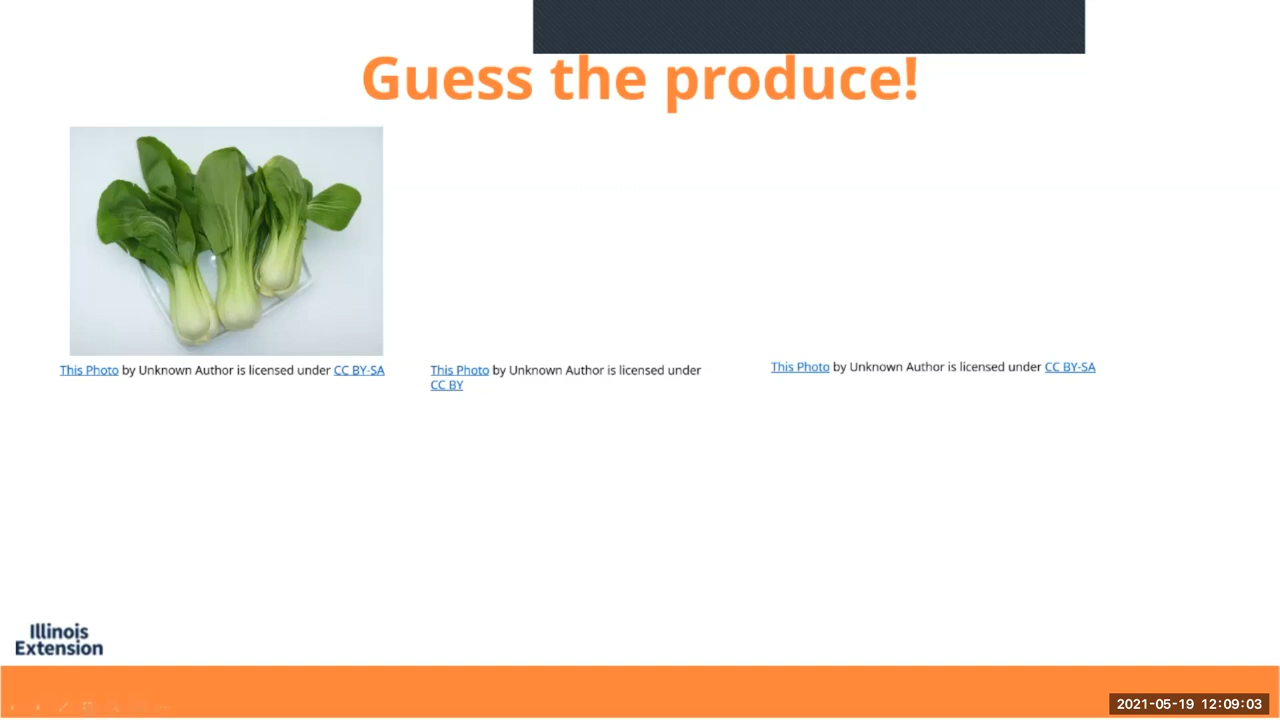 Guess the produce!
This Photo by Unknown Author is licensed under CC BY-SA
This Photo by Unknown Author is licensed under
CC BY
This Photo by Unknown Author is licensed under CC BY-SA
Illinois
Extension
2021-05-19 12:09:03